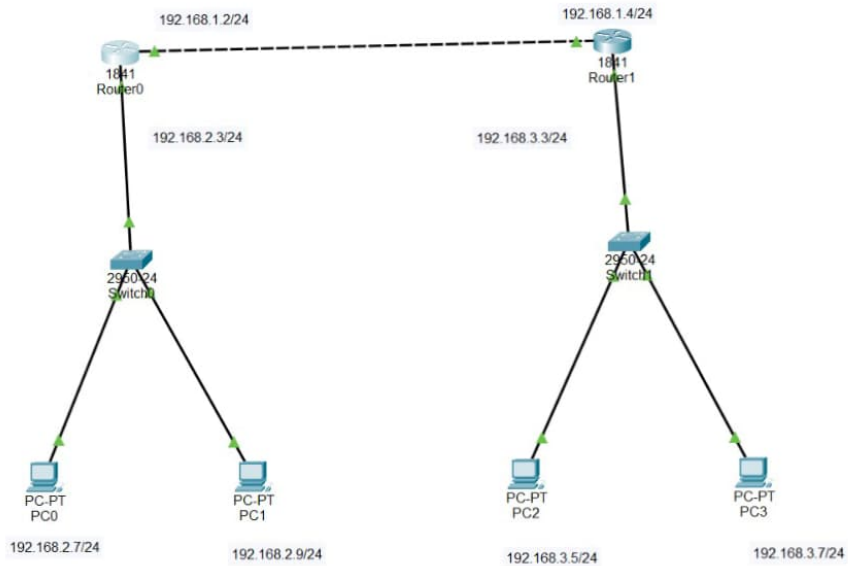 192.168.1.2/24
192.168.1.4/24
1841
Router0
1841
Router1
192.168.2.3/24
192.168.3.3/24
2950-24
Switch0
2950-24
Switch1
PC-PT
PC0
PC-PT
PC1
PC-PT
PC2
PC-PT
PC3
192.168.2.7/24
192.168.2.9/24
192.168.3.5/24
192.168.3.7/24